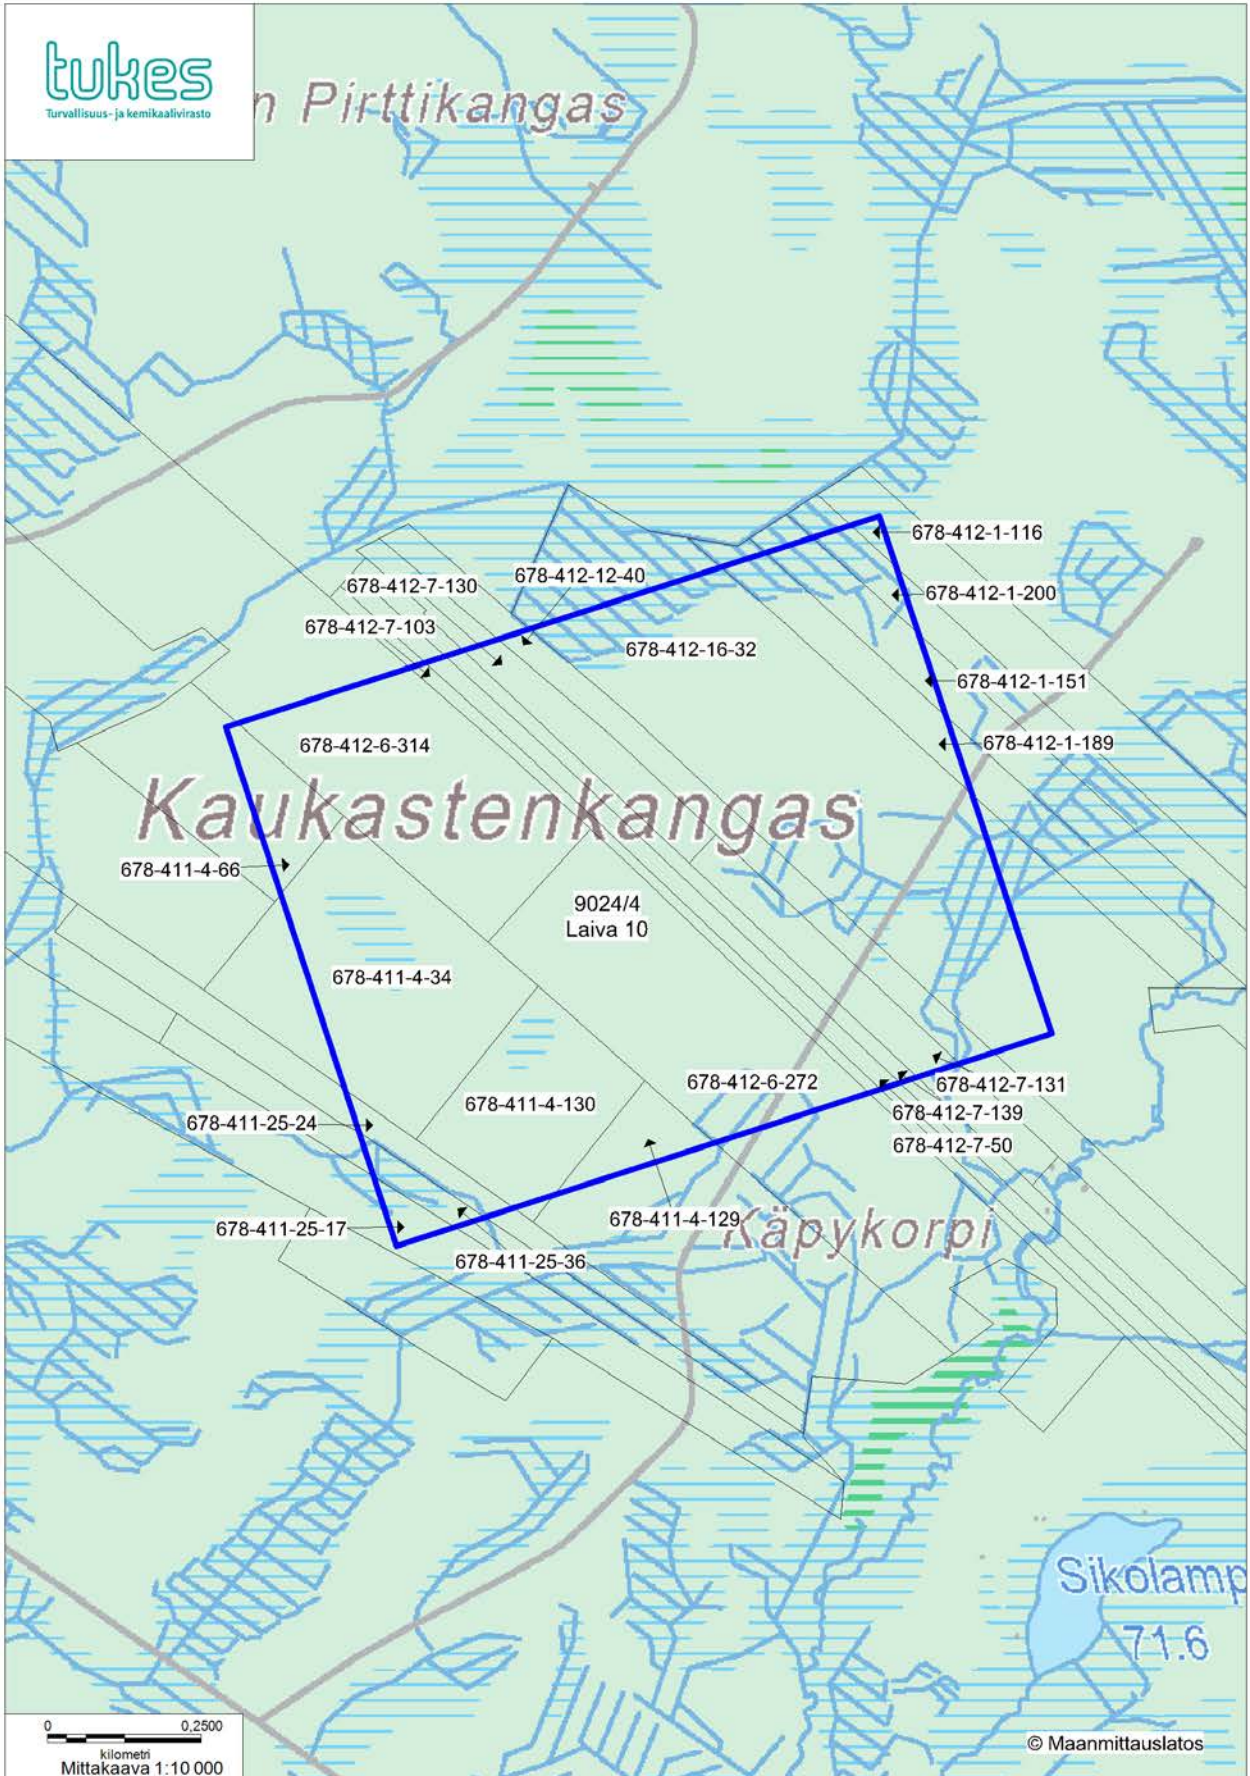 tukes
Turvallisuus- ja kemikaalivirasto
n Pirttikangas
678-412-1-116
678-412-7-130
678-412-12-40
678-412-1-200
678-412-7-103
678-412-16-32
678-412-1-151
678-412-6-314
678-412-1-189
Kaukastenkangas
678-411-4-66
9024/4
Laiva 10
678-411-4-34
678-412-6-272
678-412-7-131
678-411-4-130
678-412-7-139
678-411-25-24
678-412-7-50
678-411-4-129
678-411-25-17
Käpykorpi
678-411-25-36
Sikolamp
71.6
0 0,2500
kilometri
Mittakaava 1:10 000
© Maanmittauslatos